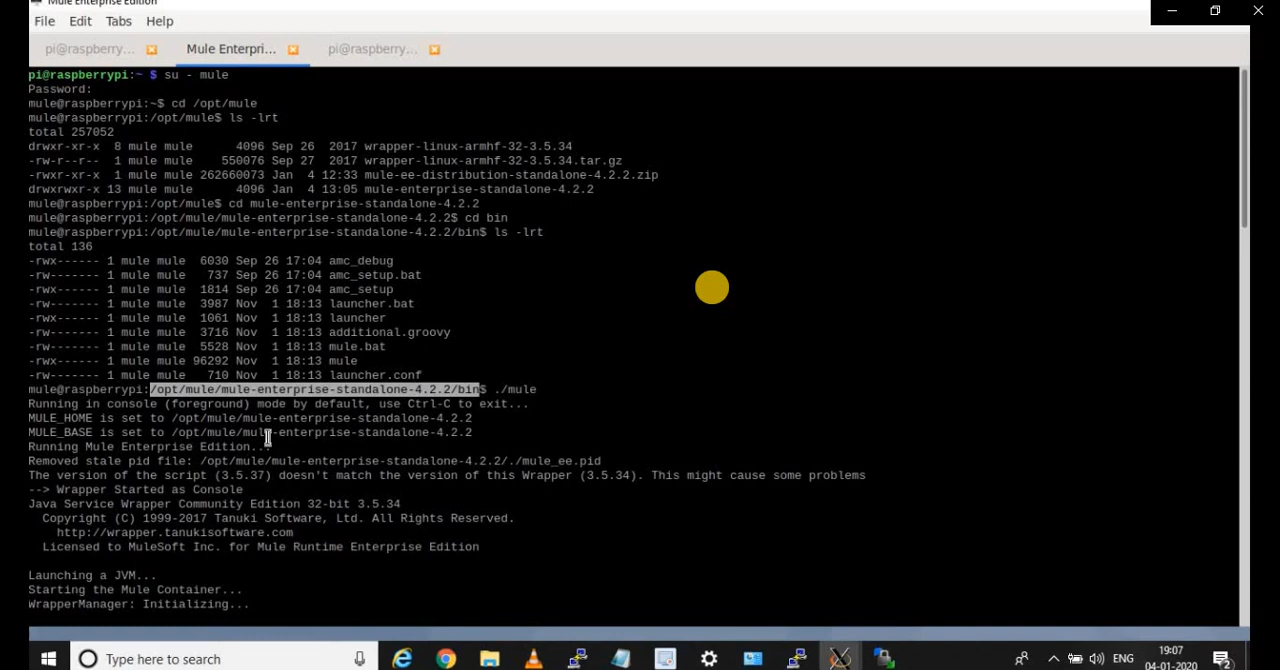 Mule Enterprise Edition
File Edit Tabs Help
pi@raspberry... Mule Enterpri... pi@raspberry...
pi@raspberrypi:~ $ su - mule
Password:
mule@raspberrypi:~$ cd /opt/mule
mule@raspberrypi:/opt/mule$ ls -lrt
total 257052
drwxr-xr-x 8 mule mule 4096 Sep 26 2017 wrapper-linux-armhf-32-3.5.34
-rw-r--r-- 1 mule mule 550076 Sep 27 2017 wrapper-linux-armhf-32-3.5.34.tar.gz
-rwxr-xr-x 1 mule mule 262660073 Jan 4 12:33 mule-ee-distribution-standalone-4.2.2.zip
drwxrwxr-x 13 mule mule 4096 Jan 4 13:05 mule-enterprise-standalone-4.2.2
mule@raspberrypi:/opt/mule$ cd mule-enterprise-standalone-4.2.2
mule@raspberrypi:/opt/mule/mule-enterprise-standalone-4.2.2$ cd bin
mule@raspberrypi:/opt/mule/mule-enterprise-standalone-4.2.2/bin$ ls -lrt
total 136
-rwx------ 1 mule mule 6030 Sep 26 17:04 amc_debug
-rw------- 1 mule mule 737 Sep 26 17:04 amc_setup.bat
-rwx------ 1 mule mule 1814 Sep 26 17:04 amc_setup
-rw------- 1 mule mule 3987 Nov 1 18:13 launcher.bat
-rwx------ 1 mule mule 1061 Nov 1 18:13 launcher
-rw------- 1 mule mule 3716 Nov 1 18:13 additional.groovy
-rw------- 1 mule mule 5528 Nov 1 18:13 mule.bat
-rwx------ 1 mule mule 96292 Nov 1 18:13 mule
-rw------- 1 mule mule 710 Nov 1 18:13 launcher.conf
mule@raspberrypi:/opt/mule/mule-enterprise-standalone-4.2.2/bin$ ./mule
Running in console (foreground) mode by default, use Ctrl-C to exit...
MULE_HOME is set to /opt/mule/mule-enterprise-standalone-4.2.2
MULE_BASE is set to /opt/mule/mule-enterprise-standalone-4.2.2
Running Mule Enterprise Edition...
Removed stale pid file: /opt/mule/mule-enterprise-standalone-4.2.2/./mule_ee.pid
The version of the script (3.5.37) doesn't match the version of this Wrapper (3.5.34). This might cause some problems
--> Wrapper Started as Console
Java Service Wrapper Community Edition 32-bit 3.5.34
Copyright (C) 1999-2017 Tanuki Software, Ltd. All Rights Reserved.
http://wrapper.tanukisoftware.com
Licensed to MuleSoft Inc. for Mule Runtime Enterprise Edition
Launching a JVM...
Starting the Mule Container...
WrapperManager: Initializing...
Type here to search
ENG
19:07
04-01-2020
2